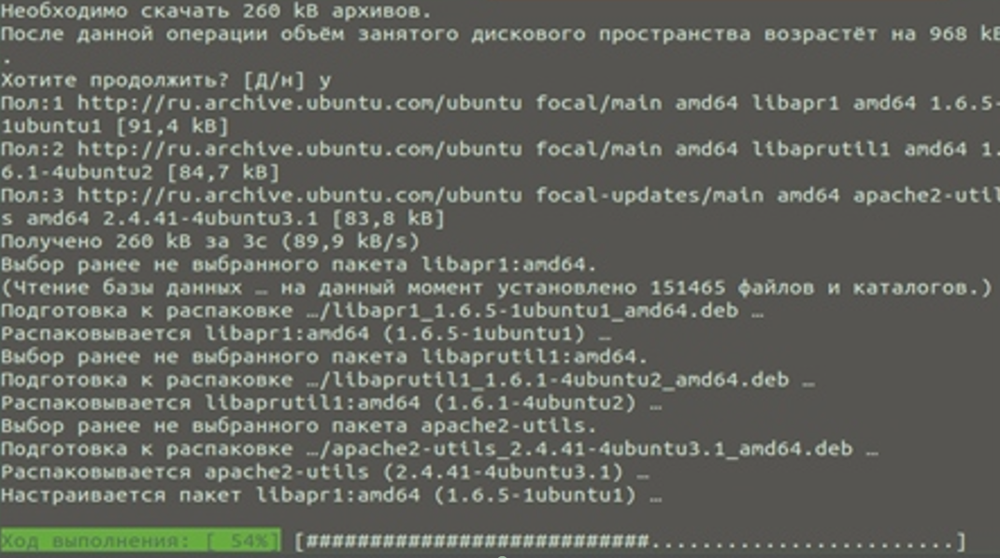 Необходимо скачать 260 kB архивов.
После данной операции объём занятого дискового пространства возрастёт на 968 kB
.
Хотите продолжить? [Д/н] y
Пол:1 http://ru.archive.ubuntu.com/ubuntu focal/main amd64 libapr1 amd64 1.6.5-
1ubuntu1 [91,4 kB]
Пол:2 http://ru.archive.ubuntu.com/ubuntu focal/main amd64 libaprutil1 amd64 1.
6.1-4ubuntu2 [84,7 kB]
Пол:3 http://ru.archive.ubuntu.com/ubuntu focal-updates/main amd64 apache2-util
s amd64 2.4.41-4ubuntu3.1 [83,8 kB]
Получено 260 kB за 3с (89,9 kB/s)
Выбор ранее не выбранного пакета libapr1:amd64.
(Чтение базы данных … на данный момент установлено 151465 файлов и каталогов.)
Подготовка к распаковке …/libapr1_1.6.5-1ubuntu1_amd64.deb …
Распаковывается libapr1:amd64 (1.6.5-1ubuntu1) …
Выбор ранее не выбранного пакета libaprutil1:amd64.
Подготовка к распаковке …/libaprutil1_1.6.1-4ubuntu2_amd64.deb …
Распаковывается libaprutil1:amd64 (1.6.1-4ubuntu2) …
Выбор ранее не выбранного пакета apache2-utils.
Подготовка к распаковке …/apache2-utils_2.4.41-4ubuntu3.1_amd64.deb …
Распаковывается apache2-utils (2.4.41-4ubuntu3.1) …
Настраивается пакет libapr1:amd64 (1.6.5-1ubuntu1) …
Ход выполнения: [ 54%] [###########################........................]